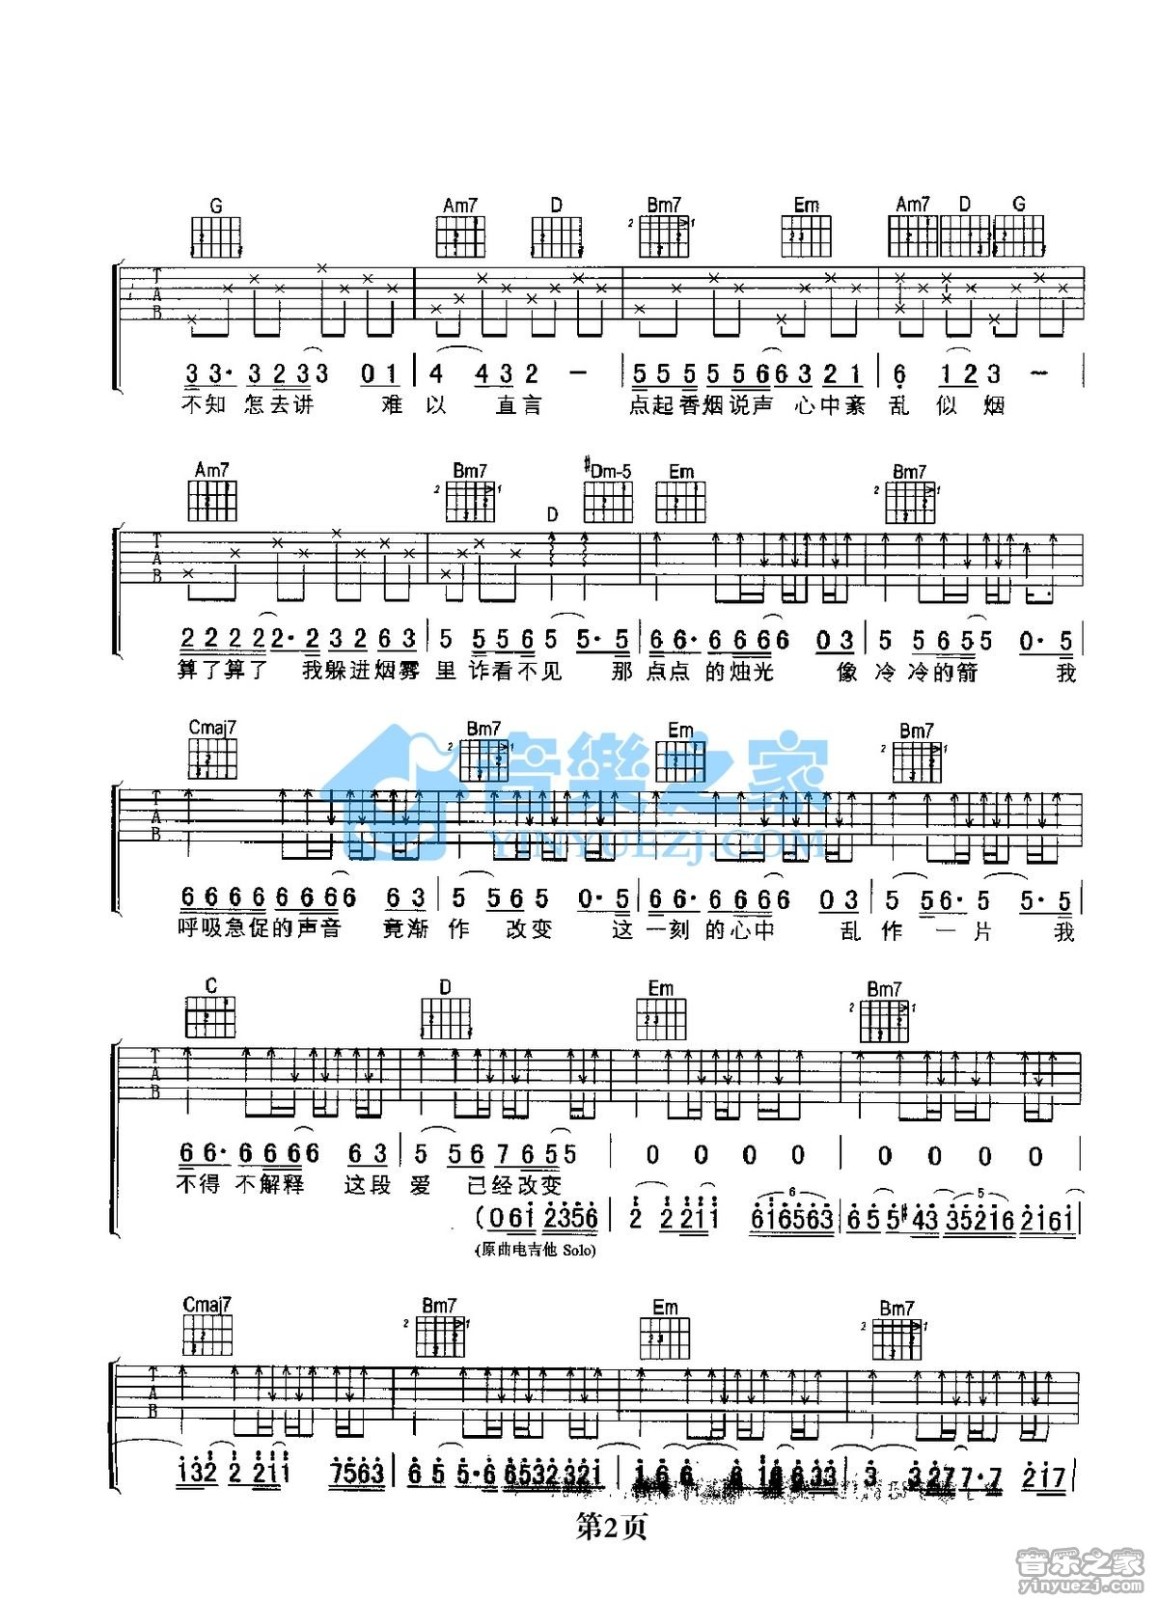 G Am7 D Bm7 Em Am7 D G
T A B
3 3· 3 2 3 3 0 1 4 4 3 2 － 5 5 5 5 5 6 6 3 2 1 6 1 2 3 ～
不知 怎去讲 难 以 直言 点起香烟说声 心中紊 乱 似 烟
Am7 Bm7 D #Dm-5 Em Bm7
T A B
2 2 2 2 2· 2 3 2 6 3 5 5 5 6 5 5· 5 6 6· 6 6 6 6 0 3 5 5 6 5 5 0· 5
算了算了 我躲进烟雾 里 诈看不见 那 点点 的烛光 像 冷 冷的箭 我
Cmaj7 Bm7 Em Bm7
音樂之家
YINYUEZJ.COM
T A B
6 6 6 6 6 6 6 6 6 3 5 5 6 5 0· 5 6 6· 6 6 6 6 0 3 5 5 6· 5 5· 5
呼吸急促的声音 竟渐 作 改变 这 一刻 的心中 乱 作 一 片 我
C D Em Bm7
T A B
6 6· 6 6 6 6 6 6 3 5 5 6 7 6 5 5 0 0 0 0 0 0 0 0
不得 不解释 这段 爱 已经改变
(0 6 1 2 3 5 6 2 2 2 1 1 6 1 6 5 6 3 6 5 5 #4 3 3 5 2 1 6 2 1 6 1
(原曲电吉他 Solo)
Cmaj7 Bm7 Em Bm7
T A B
1 3 2 2 2 1 1 7 5 6 3 6 5 5· 6 6 5 3 2 3 2 1 1 6 6 3 3 2 7 7· 7 2 1 7
第2页
音乐之家
yinyuezj.com